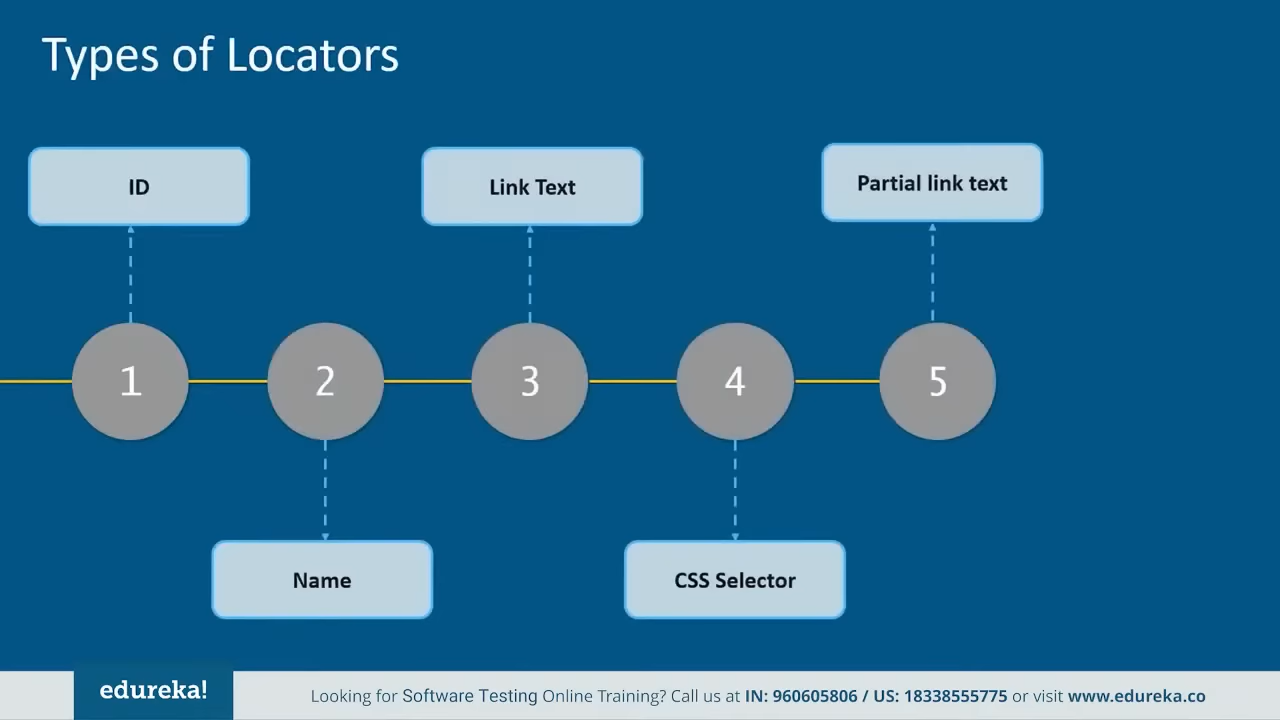 Types of Locators
ID
Link Text
Partial link text
1
2
3
4
5
Name
CSS Selector
edureka!
Looking for Software Testing Online Training? Call us at IN: 960605806 / US: 18338555775 or visit www.edureka.co